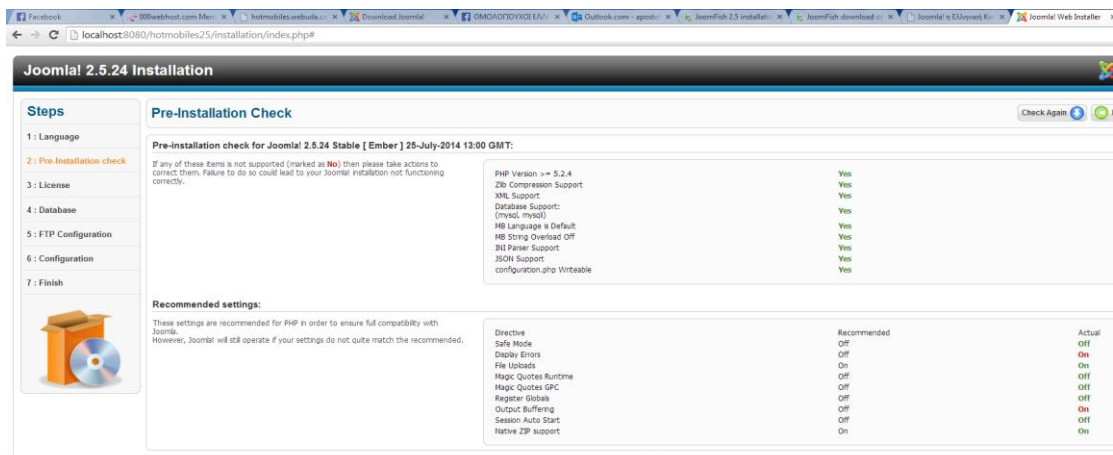 Facebook
000webhost.com Mem
hotmobiles.webuda.co
Download Joomla!
ΟΜΟΛΟΓΙΟΥΧΟΙ ΕΛΛ
Outlook.com - apostol
JoomFish 2.5 installatio
JoomFish download
Joomla! η Ελληνική Κοι
Joomla! Web Installer
localhost:8080/hotmobiles25/installation/index.php#
Joomla! 2.5.24 Installation
Steps
1 : Language
2 : Pre-Installation check
3 : License
4 : Database
5 : FTP Configuration
6 : Configuration
7 : Finish
Pre-Installation Check
Check Again
Pre-installation check for Joomla! 2.5.24 Stable [ Ember ] 25-July-2014 13:00 GMT:
If any of these items is not supported (marked as No) then please take actions to
correct them. Failure to do so could lead to your Joomla! installation not functioning
correctly.
PHP Version >= 5.2.4 Yes
Zlib Compression Support Yes
XML Support Yes
Database Support:
(mysql, mysqli) Yes
MB Language is Default Yes
MB String Overload Off Yes
INI Parser Support Yes
JSON Support Yes
configuration.php Writeable Yes
Recommended settings:
These settings are recommended for PHP in order to ensure full compatibility with
Joomla.
However, Joomla! will still operate if your settings do not quite match the recommended.
Directive Recommended Actual
Safe Mode Off Off
Display Errors Off On
File Uploads On On
Magic Quotes Runtime Off Off
Magic Quotes GPC Off Off
Register Globals Off Off
Output Buffering Off On
Session Auto Start Off Off
Native ZIP support On On